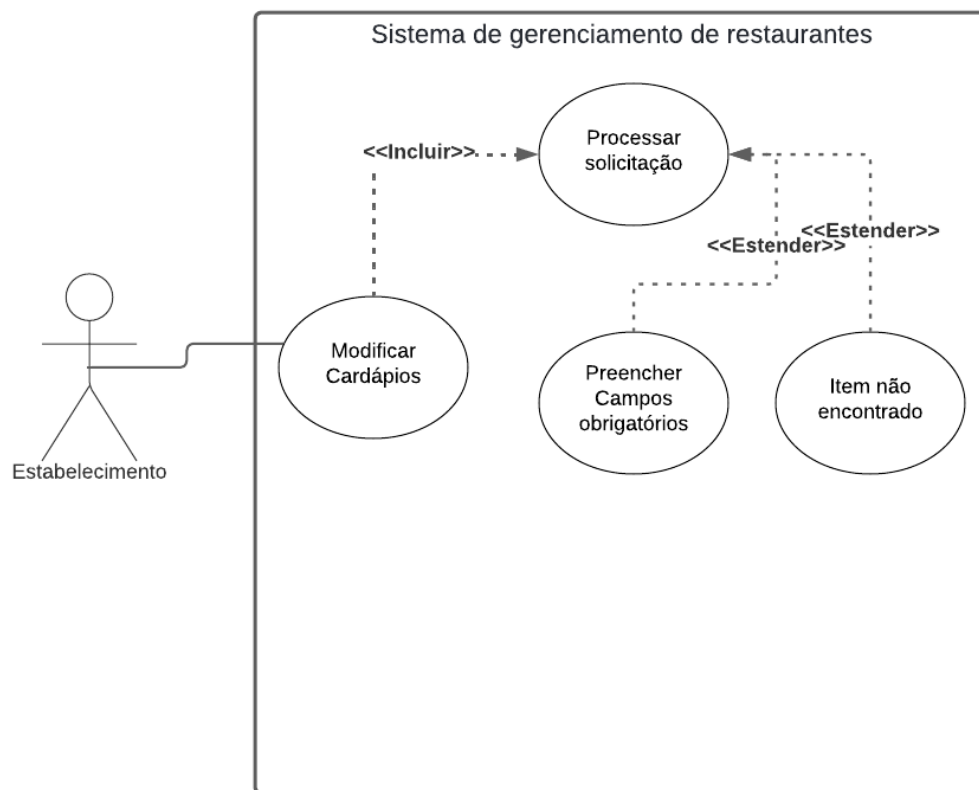 Sistema de gerenciamento de restaurantes
Processar
solicitação
<<Incluir>>
<<Estender>>
<<Estender>>
Modificar
Cardápios
Preencher
Campos
obrigatórios
Item não
encontrado
Estabelecimento